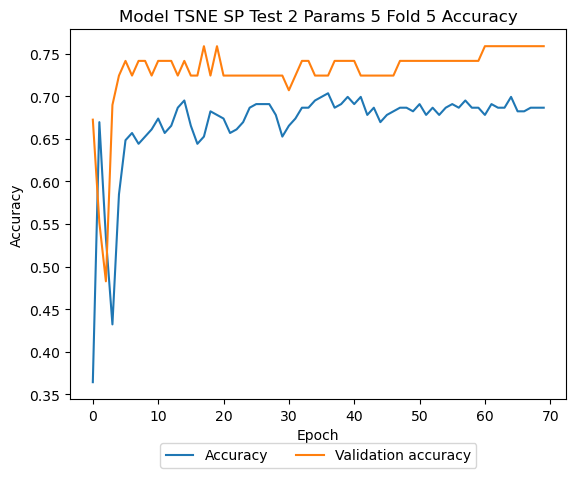 Model TSNE SP Test 2 Params 5 Fold 5 Accuracy
0.75
0.70
0.65
0.60
0.55
0.50
0.45
0.40
0.35
Accuracy
0 10 20 30 40 50 60 70
Epoch
Accuracy Validation accuracy